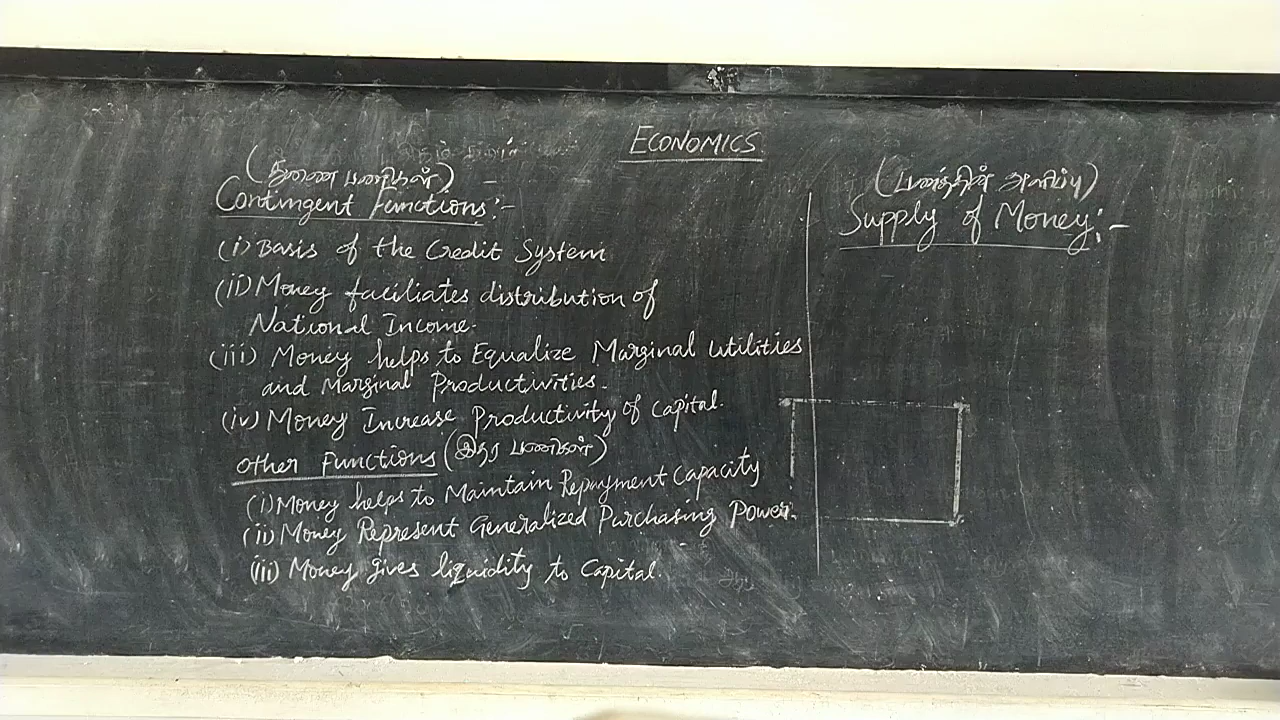 ECONOMICS
(துணை பணிகள்) -
Contingent Functions:-
(i) Basis of the Credit System
(ii) Money faciliates distribution of
National Income.
(iii) Money helps to Equalize Marginal utilities
and Marginal Productivities.
(iv) Money Increase Productivity of Capital.
Other Functions (இதர பணிகள்)
(i) Money helps to Maintain Repayment Capacity
(ii) Money Represent Generalized Purchasing Power.
(iii) Money gives liquidity to Capital.
(பணத்தின் அளிப்பு)
Supply of Money:-